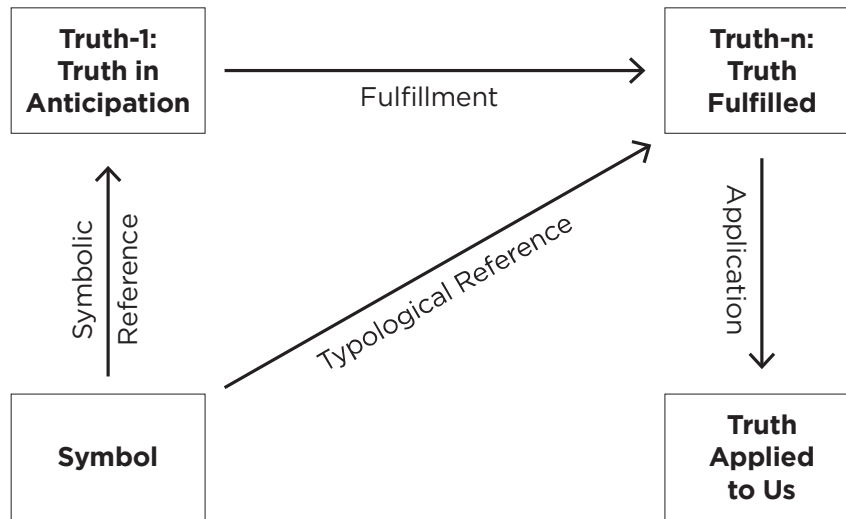 Truth-1:
Truth in
Anticipation
Fulfillment
Truth-n:
Truth
Fulfilled
Symbolic
Reference
Typological Reference
Application
Symbol
Truth
Applied
to Us